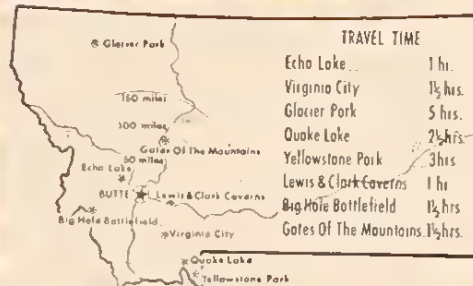 TRAVEL TIME
Echo Lake.. 1 hr.
Virginia City 1½ hrs.
Glacier Park 5 hrs.
Quake Lake 2½ hrs.
Yellowstone Park 3 hrs
Lewis & Clark Caverns 1 hr
Big Hole Battlefield 1½ hrs
Gates Of The Mountains. 1½ hrs.
Glacier Park
150 miles
100 miles
Gates Of The Mountains
50 miles
Echo Lake
BUTTE
Lewis & Clark Caverns
Big Hole Battlefield
Virginia City
Quake Lake
Yellowstone Park